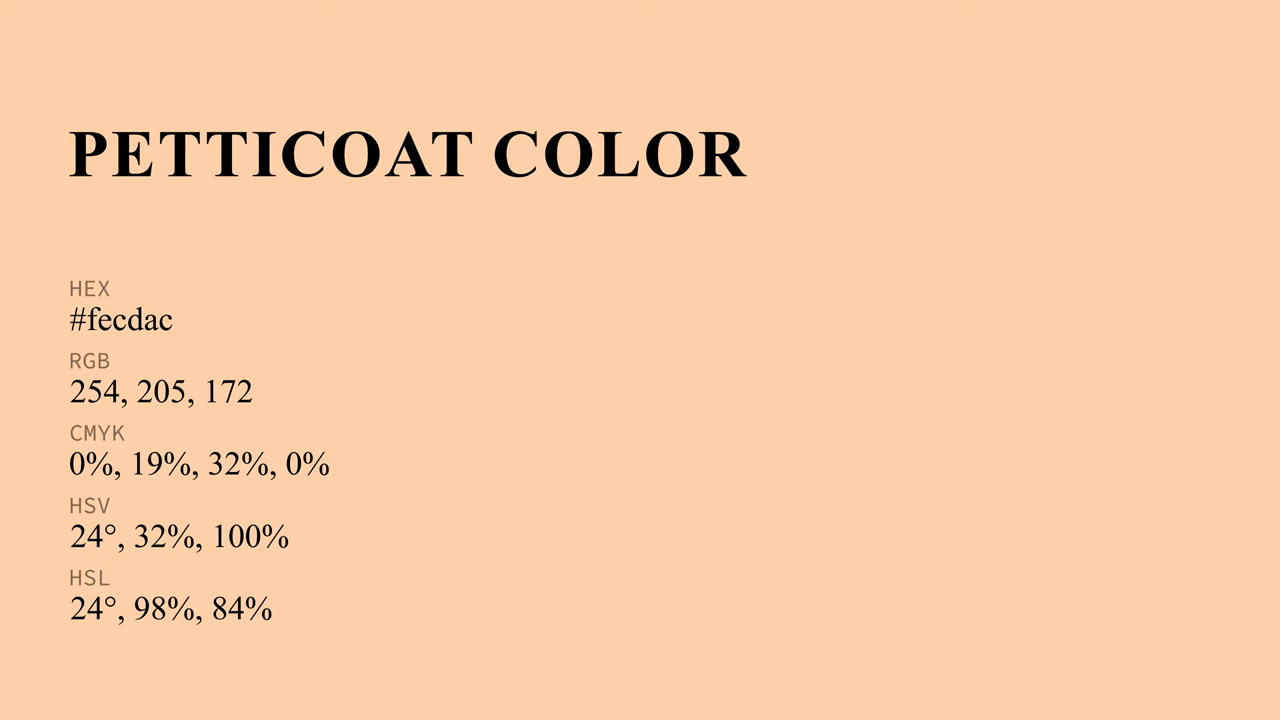 PETTICOAT COLOR
HEX
#fecdac
RGB
254, 205, 172
CMYK
0%, 19%, 32%, 0%
HSV
24°, 32%, 100%
HSL
24°, 98%, 84%